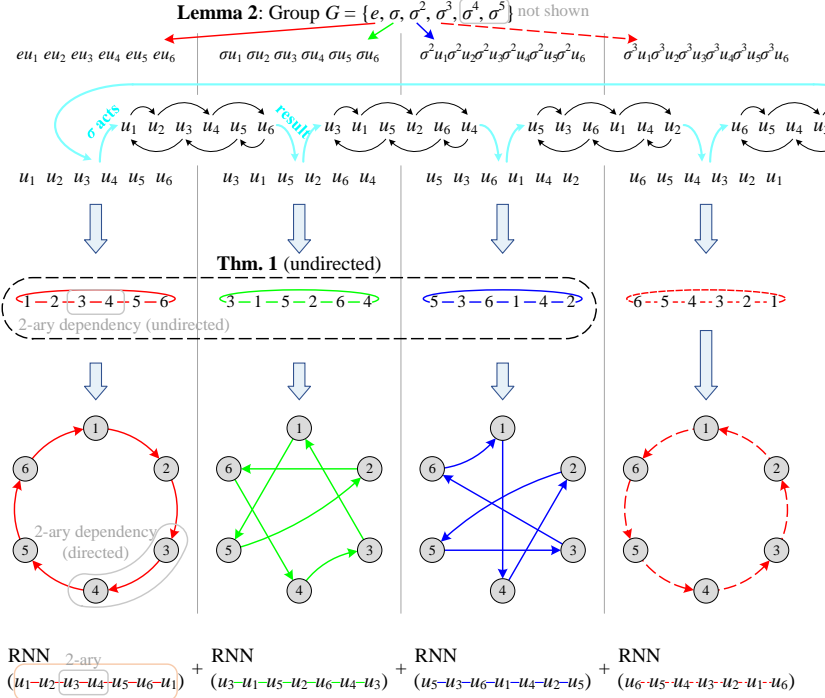 Lemma 2: Group G = {e, σ, σ², σ³, σ⁴, σ⁵} not shown
eu₁ eu₂ eu₃ eu₄ eu₅ eu₆ σu₁ σu₂ σu₃ σu₄ σu₅ σu₆ σ²u₁σ²u₂σ²u₃σ²u₄σ²u₅σ²u₆ σ³u₁σ³u₂σ³u₃σ³u₄σ³u₅σ³u₆
σ acts result
u₁ u₂ u₃ u₄ u₅ u₆ u₃ u₁ u₅ u₂ u₆ u₄ u₅ u₃ u₆ u₁ u₄ u₂ u₆ u₅ u₄
u₁ u₂ u₃ u₄ u₅ u₆ u₃ u₁ u₅ u₂ u₆ u₄ u₅ u₃ u₆ u₁ u₄ u₂ u₆ u₅ u₄ u₃ u₂ u₁
Thm. 1 (undirected)
1 – 2 – 3 – 4 – 5 – 6 3 – 1 – 5 – 2 – 6 – 4 5 – 3 – 6 – 1 – 4 – 2 6 -- 5 -- 4 -- 3 -- 2 -- 1
2-ary dependency (undirected)
1 1 1 1
6 2 6 2 6 2 6 2
2-ary dependency
(directed)
5 3 5 3 5 3 5 3
4 4 4 4
RNN RNN RNN RNN
2-ary
(u₁–u₂–u₃–u₄–u₅–u₆–u₁) + (u₃–u₁–u₅–u₂–u₆–u₄–u₃) + (u₅–u₃–u₆–u₁–u₄–u₂–u₅) + (u₆--u₅--u₄--u₃--u₂--u₁--u₆)